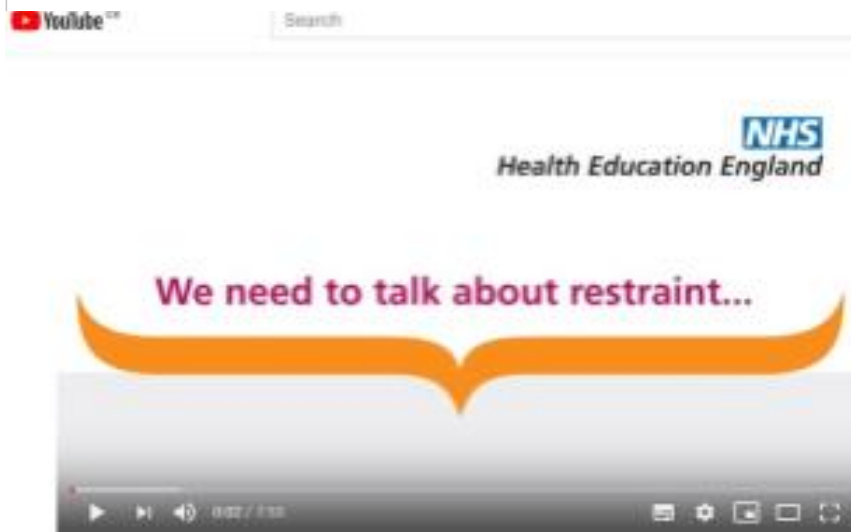 YouTube
Search
NHS
Health Education England
We need to talk about restraint...